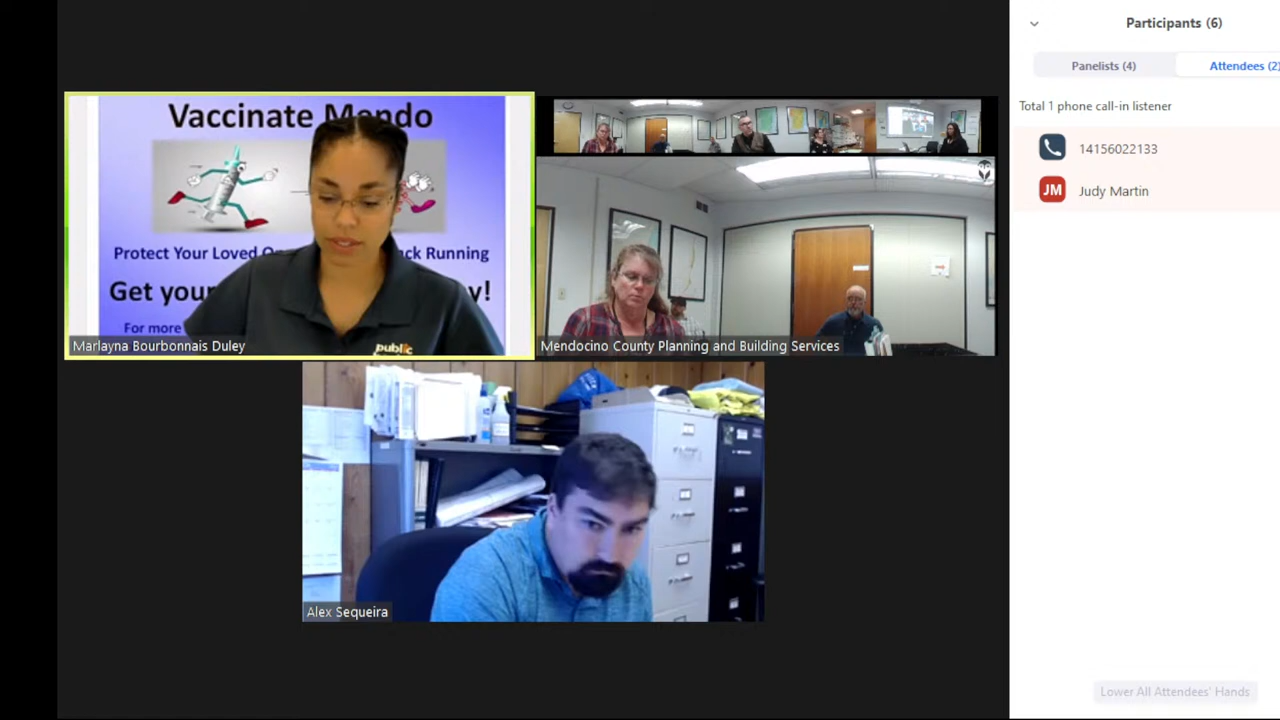 Participants (6)
Panelists (4)
Attendees (2)
Total 1 phone call-in listener
14156022133
JM
Judy Martin
Vaccinate Mendo
Protect Your Loved
ck Running
Get your
y!
For more
public
Marlayna Bourbonnais Duley
Mendocino County Planning and Building Services
Alex Sequeira
Lower All Attendees' Hands